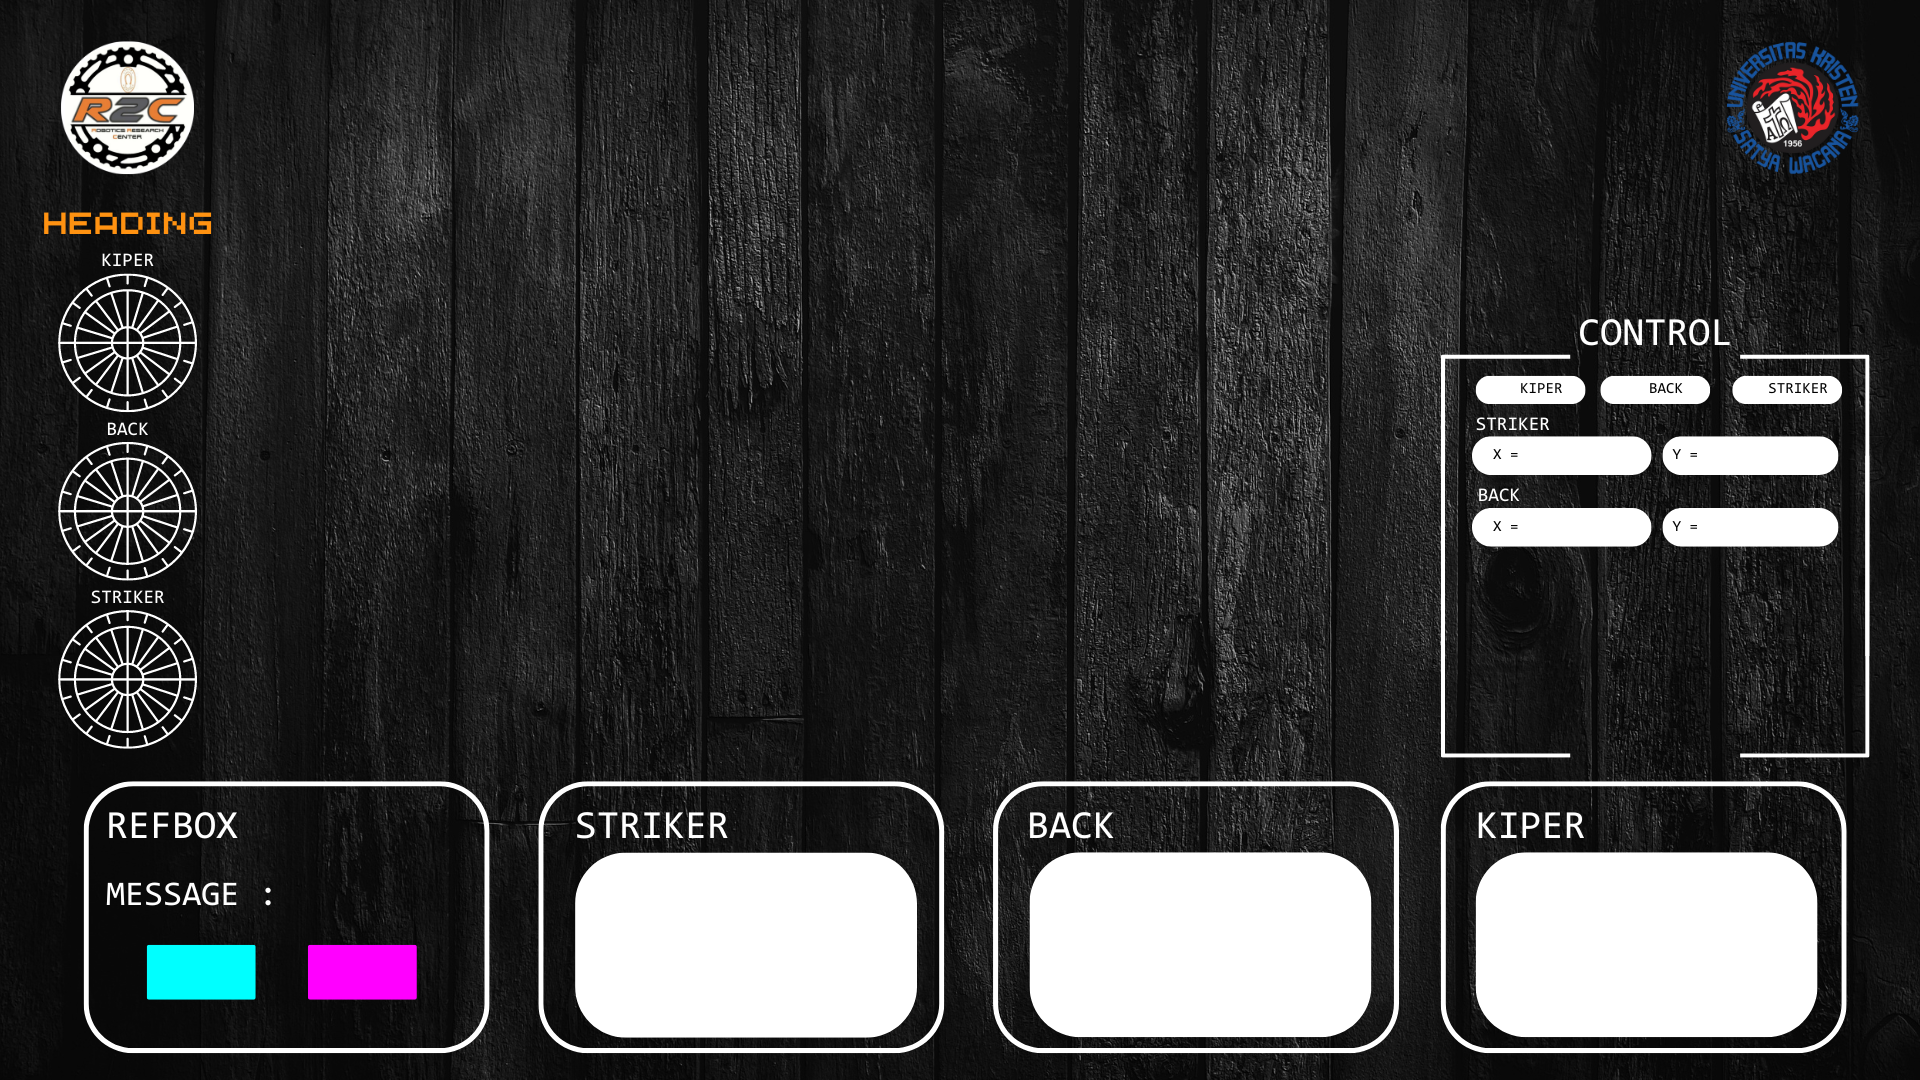 R2C
ROBOTICS RESEARCH
CENTER
UNIVERSITAS KRISTEN
SATYA WACANA
1956
HEADING
KIPER
BACK
STRIKER
CONTROL
KIPER BACK STRIKER
STRIKER
X = Y =
BACK
X = Y =
REFBOX
MESSAGE :
STRIKER
BACK
KIPER